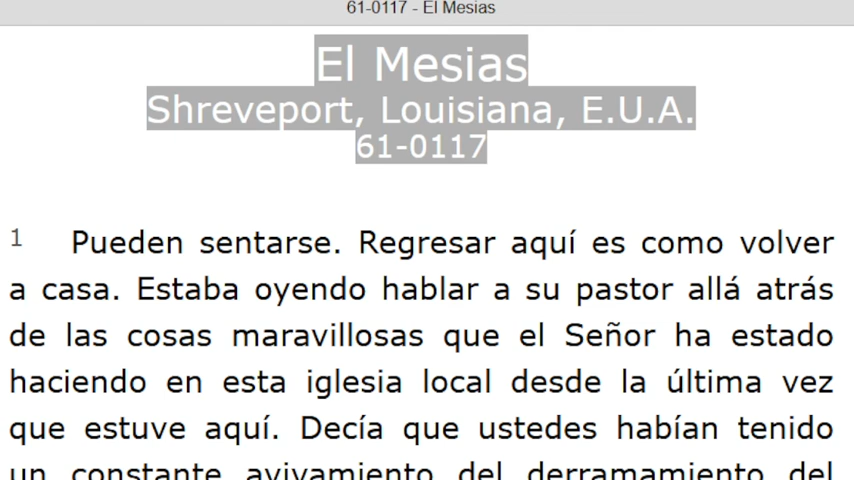 61-0117 - El Mesias
El Mesias
Shreveport, Louisiana, E.U.A.
61-0117
1 Pueden sentarse. Regresar aquí es como volver
a casa. Estaba oyendo hablar a su pastor allá atrás
de las cosas maravillosas que el Señor ha estado
haciendo en esta iglesia local desde la última vez
que estuve aquí. Decía que ustedes habían tenido
un constante avivamiento del derramamiento del